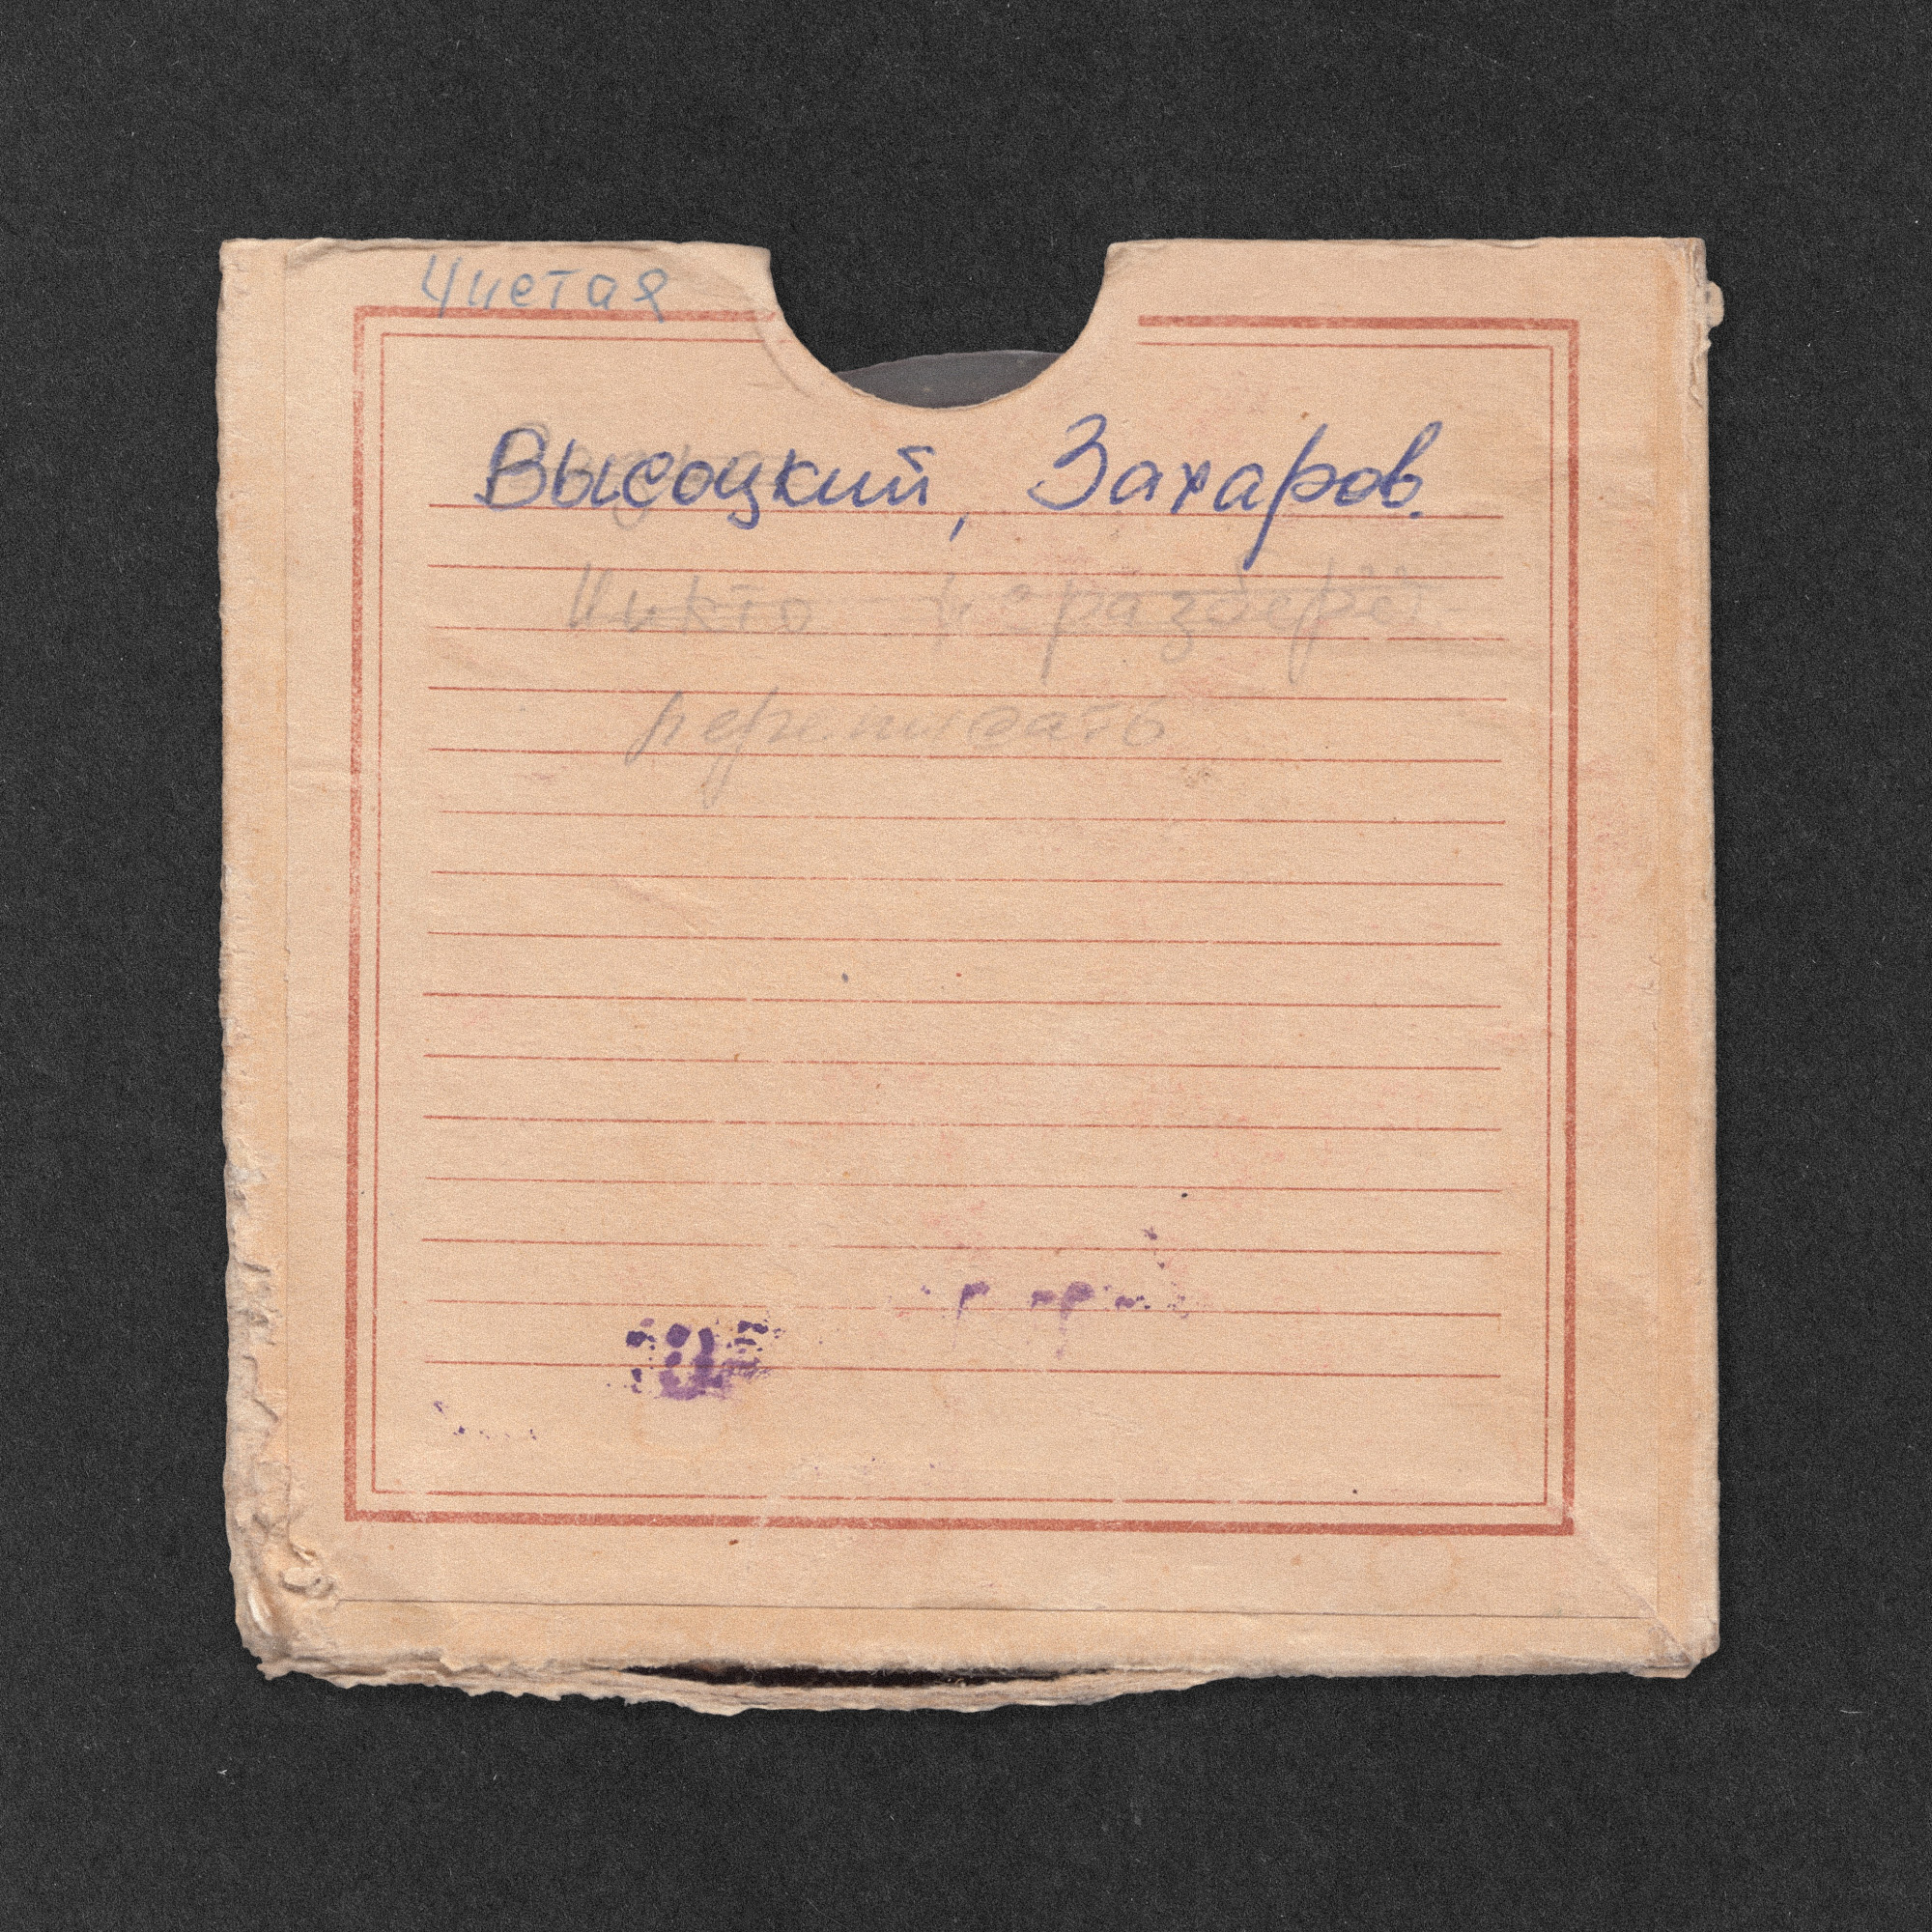 Чистая
Высоцкий, Захаров.
Никто не разберёт
переписать